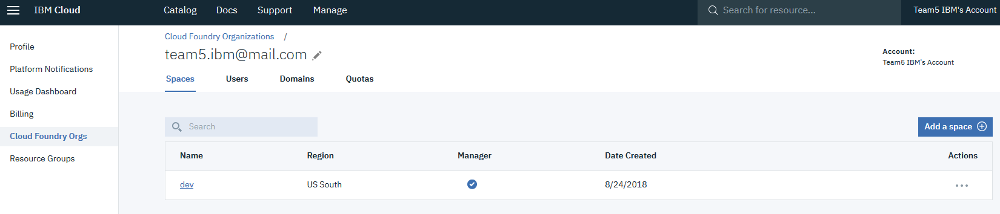 IBM Cloud Catalog Docs Support Manage Search for resource... Team5 IBM's Account
Profile
Platform Notifications
Usage Dashboard
Billing
Cloud Foundry Orgs
Resource Groups
Cloud Foundry Organizations /
team5.ibm@mail.com
Account:
Team5 IBM's Account
Spaces Users Domains Quotas
Search
Add a space
Name Region Manager Date Created Actions
dev US South 8/24/2018